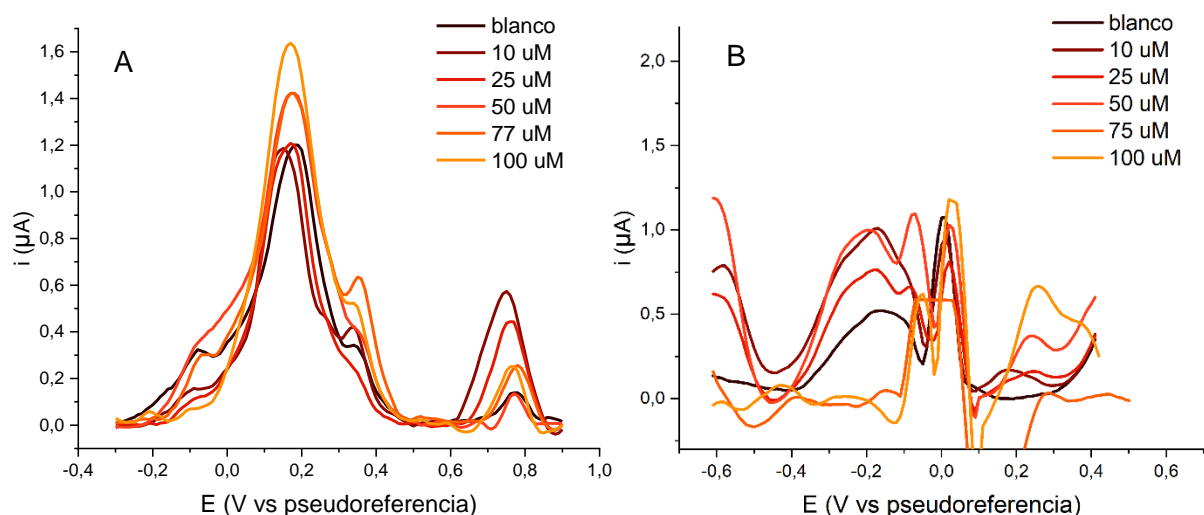 A
blanco
10 uM
25 uM
50 uM
77 uM
100 uM
1,6
1,4
1,2
1,0
0,8
0,6
0,4
0,2
0,0
i (µA)
-0,4
-0,2
0,0
0,2
0,4
0,6
0,8
1,0
E (V vs pseudoreferencia)
B
blanco
10 uM
25 uM
50 uM
75 uM
100 uM
2,0
1,5
1,0
0,5
0,0
i (µA)
-0,6
-0,4
-0,2
0,0
0,2
0,4
0,6
E (V vs pseudoreferencia)